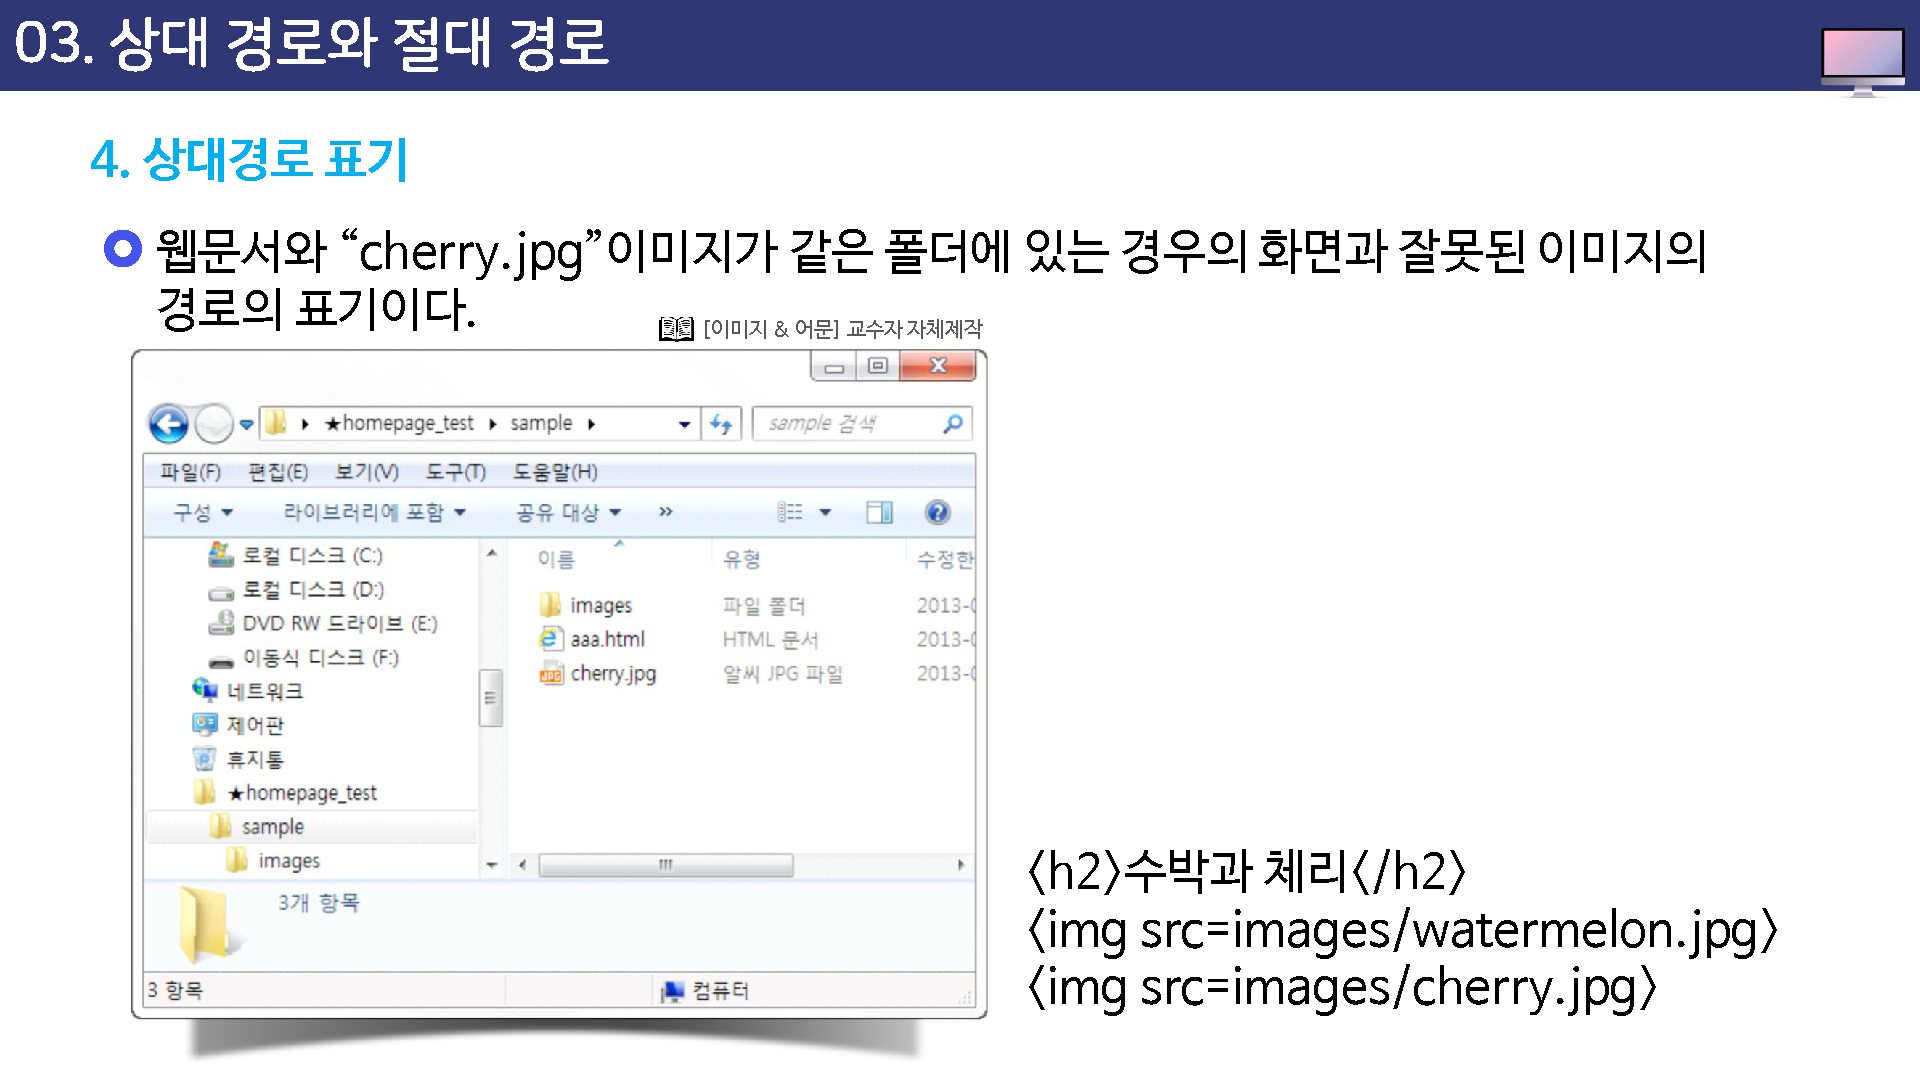 03. 상대 경로와 절대 경로
4. 상대경로 표기
웹문서와 “cherry.jpg”이미지가 같은 폴더에 있는 경우의 화면과 잘못된 이미지의
경로의 표기이다.
[이미지 & 어문] 교수자 자체제작
★homepage_test sample
sample 검색
파일(F) 편집(E) 보기(V) 도구(T) 도움말(H)
구성 라이브러리에 포함 공유 대상 »
로컬 디스크 (C:)
로컬 디스크 (D:)
DVD RW 드라이브 (E:)
이동식 디스크 (F:)
네트워크
제어판
휴지통
★homepage_test
sample
images
이름 유형 수정한
images 파일 폴더 2013-0
aaa.html HTML 문서 2013-0
cherry.jpg 알씨 JPG 파일 2013-0
3개 항목
3 항목 컴퓨터
〈h2〉수박과 체리〈/h2〉
〈img src=images/watermelon.jpg〉
〈img src=images/cherry.jpg〉